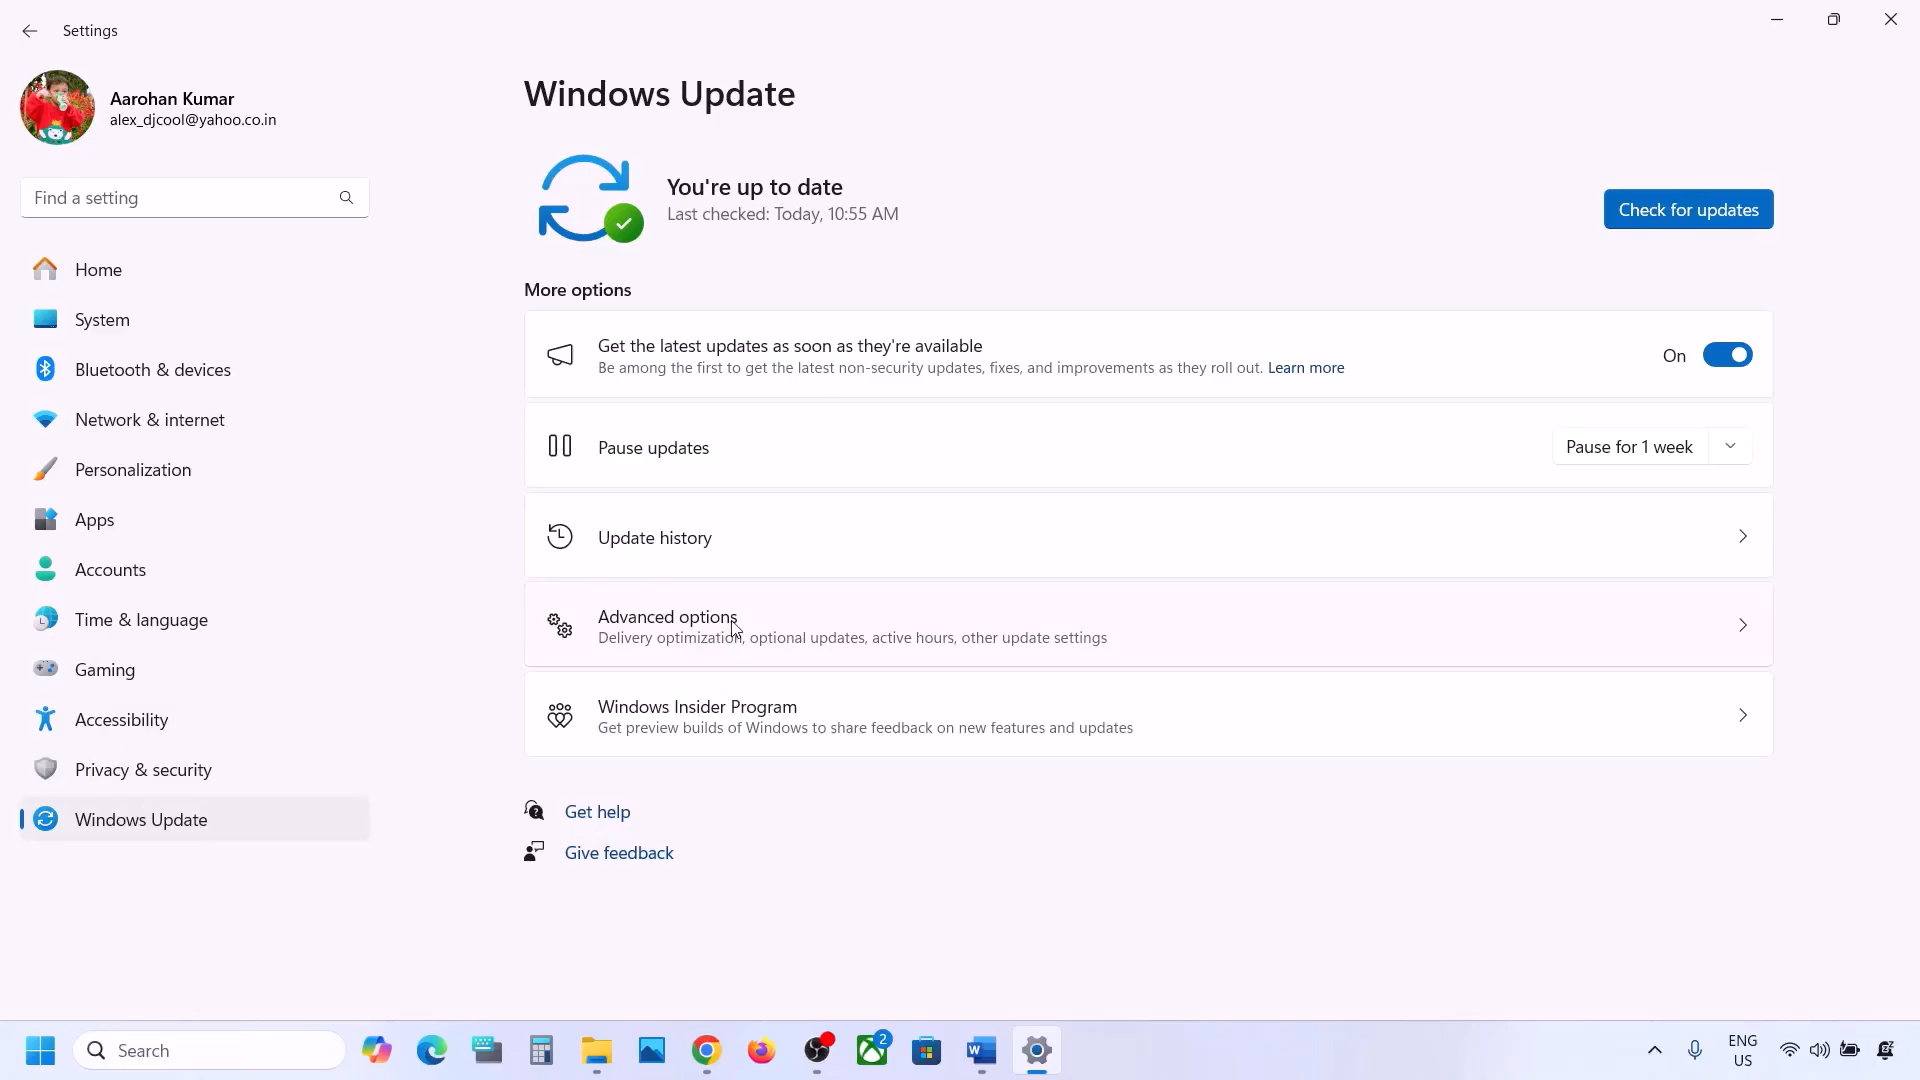 Settings
Aarohan Kumar
alex_djcool@yahoo.co.in
Find a setting
Home
System
Bluetooth & devices
Network & internet
Personalization
Apps
Accounts
Time & language
Gaming
Accessibility
Privacy & security
Windows Update
Windows Update
You're up to date
Last checked: Today, 10:55 AM
Check for updates
More options
Get the latest updates as soon as they're available
Be among the first to get the latest non-security updates, fixes, and improvements as they roll out. Learn more
On
Pause updates
Pause for 1 week
Update history
Advanced options
Delivery optimization, optional updates, active hours, other update settings
Windows Insider Program
Get preview builds of Windows to share feedback on new features and updates
Get help
Give feedback
Search
2
ENG
US